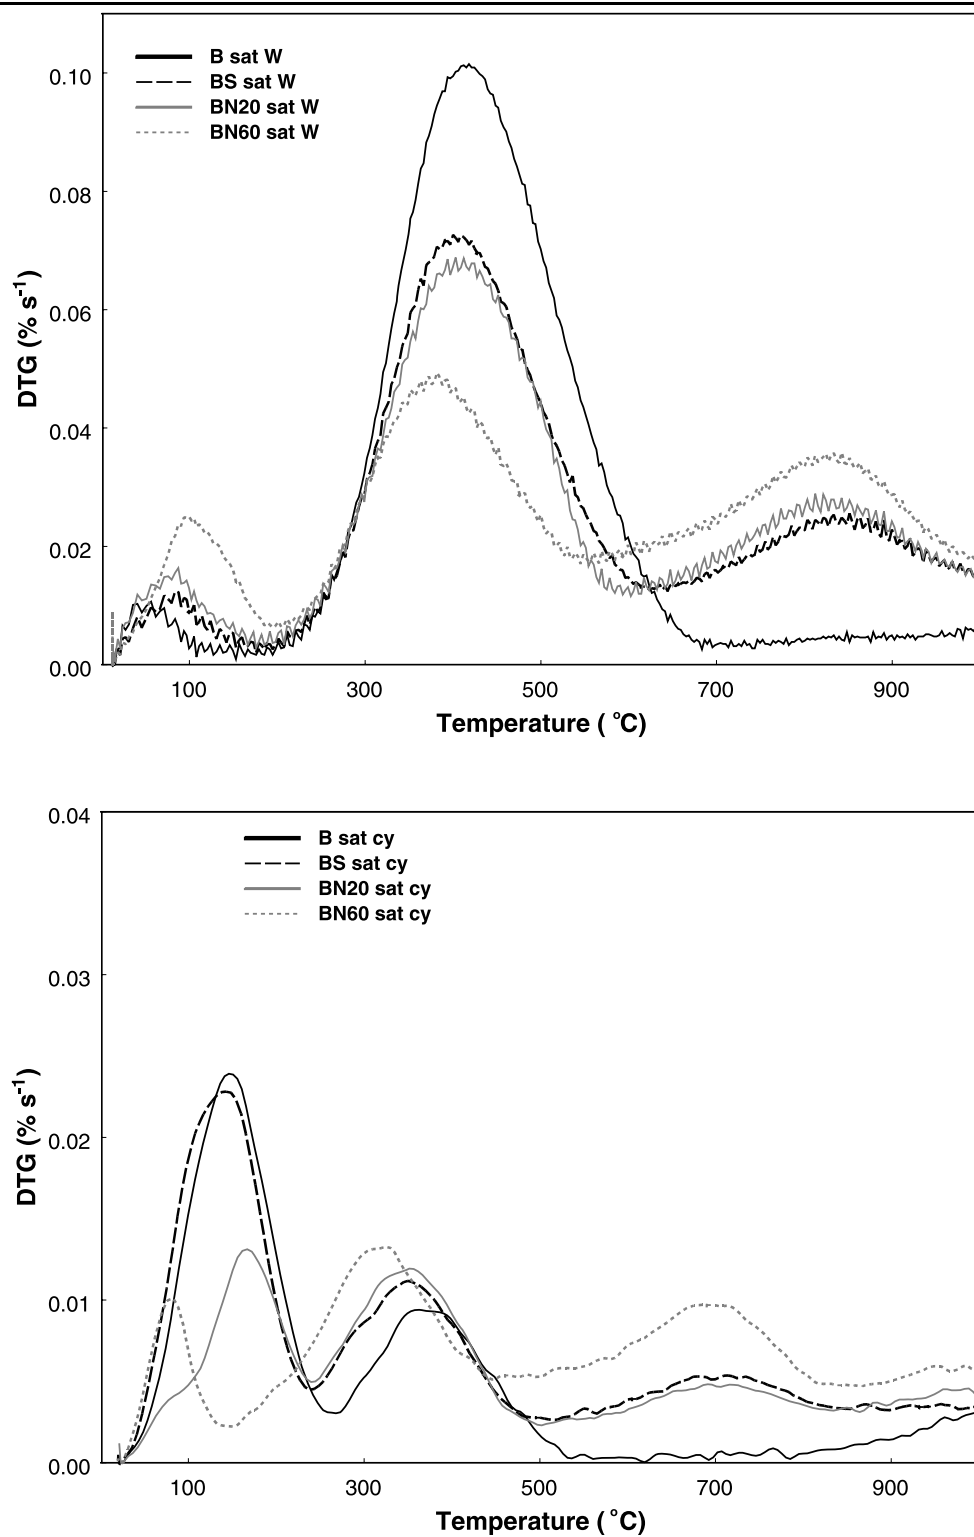 B sat W
BS sat W
BN20 sat W
BN60 sat W
0.10
0.08
0.06
0.04
0.02
0.00
DTG (% s-1)
100 300 500 700 900
Temperature ( °C)
B sat cy
BS sat cy
BN20 sat cy
BN60 sat cy
0.04
0.03
0.02
0.01
0.00
DTG (% s-1)
100 300 500 700 900
Temperature ( °C)